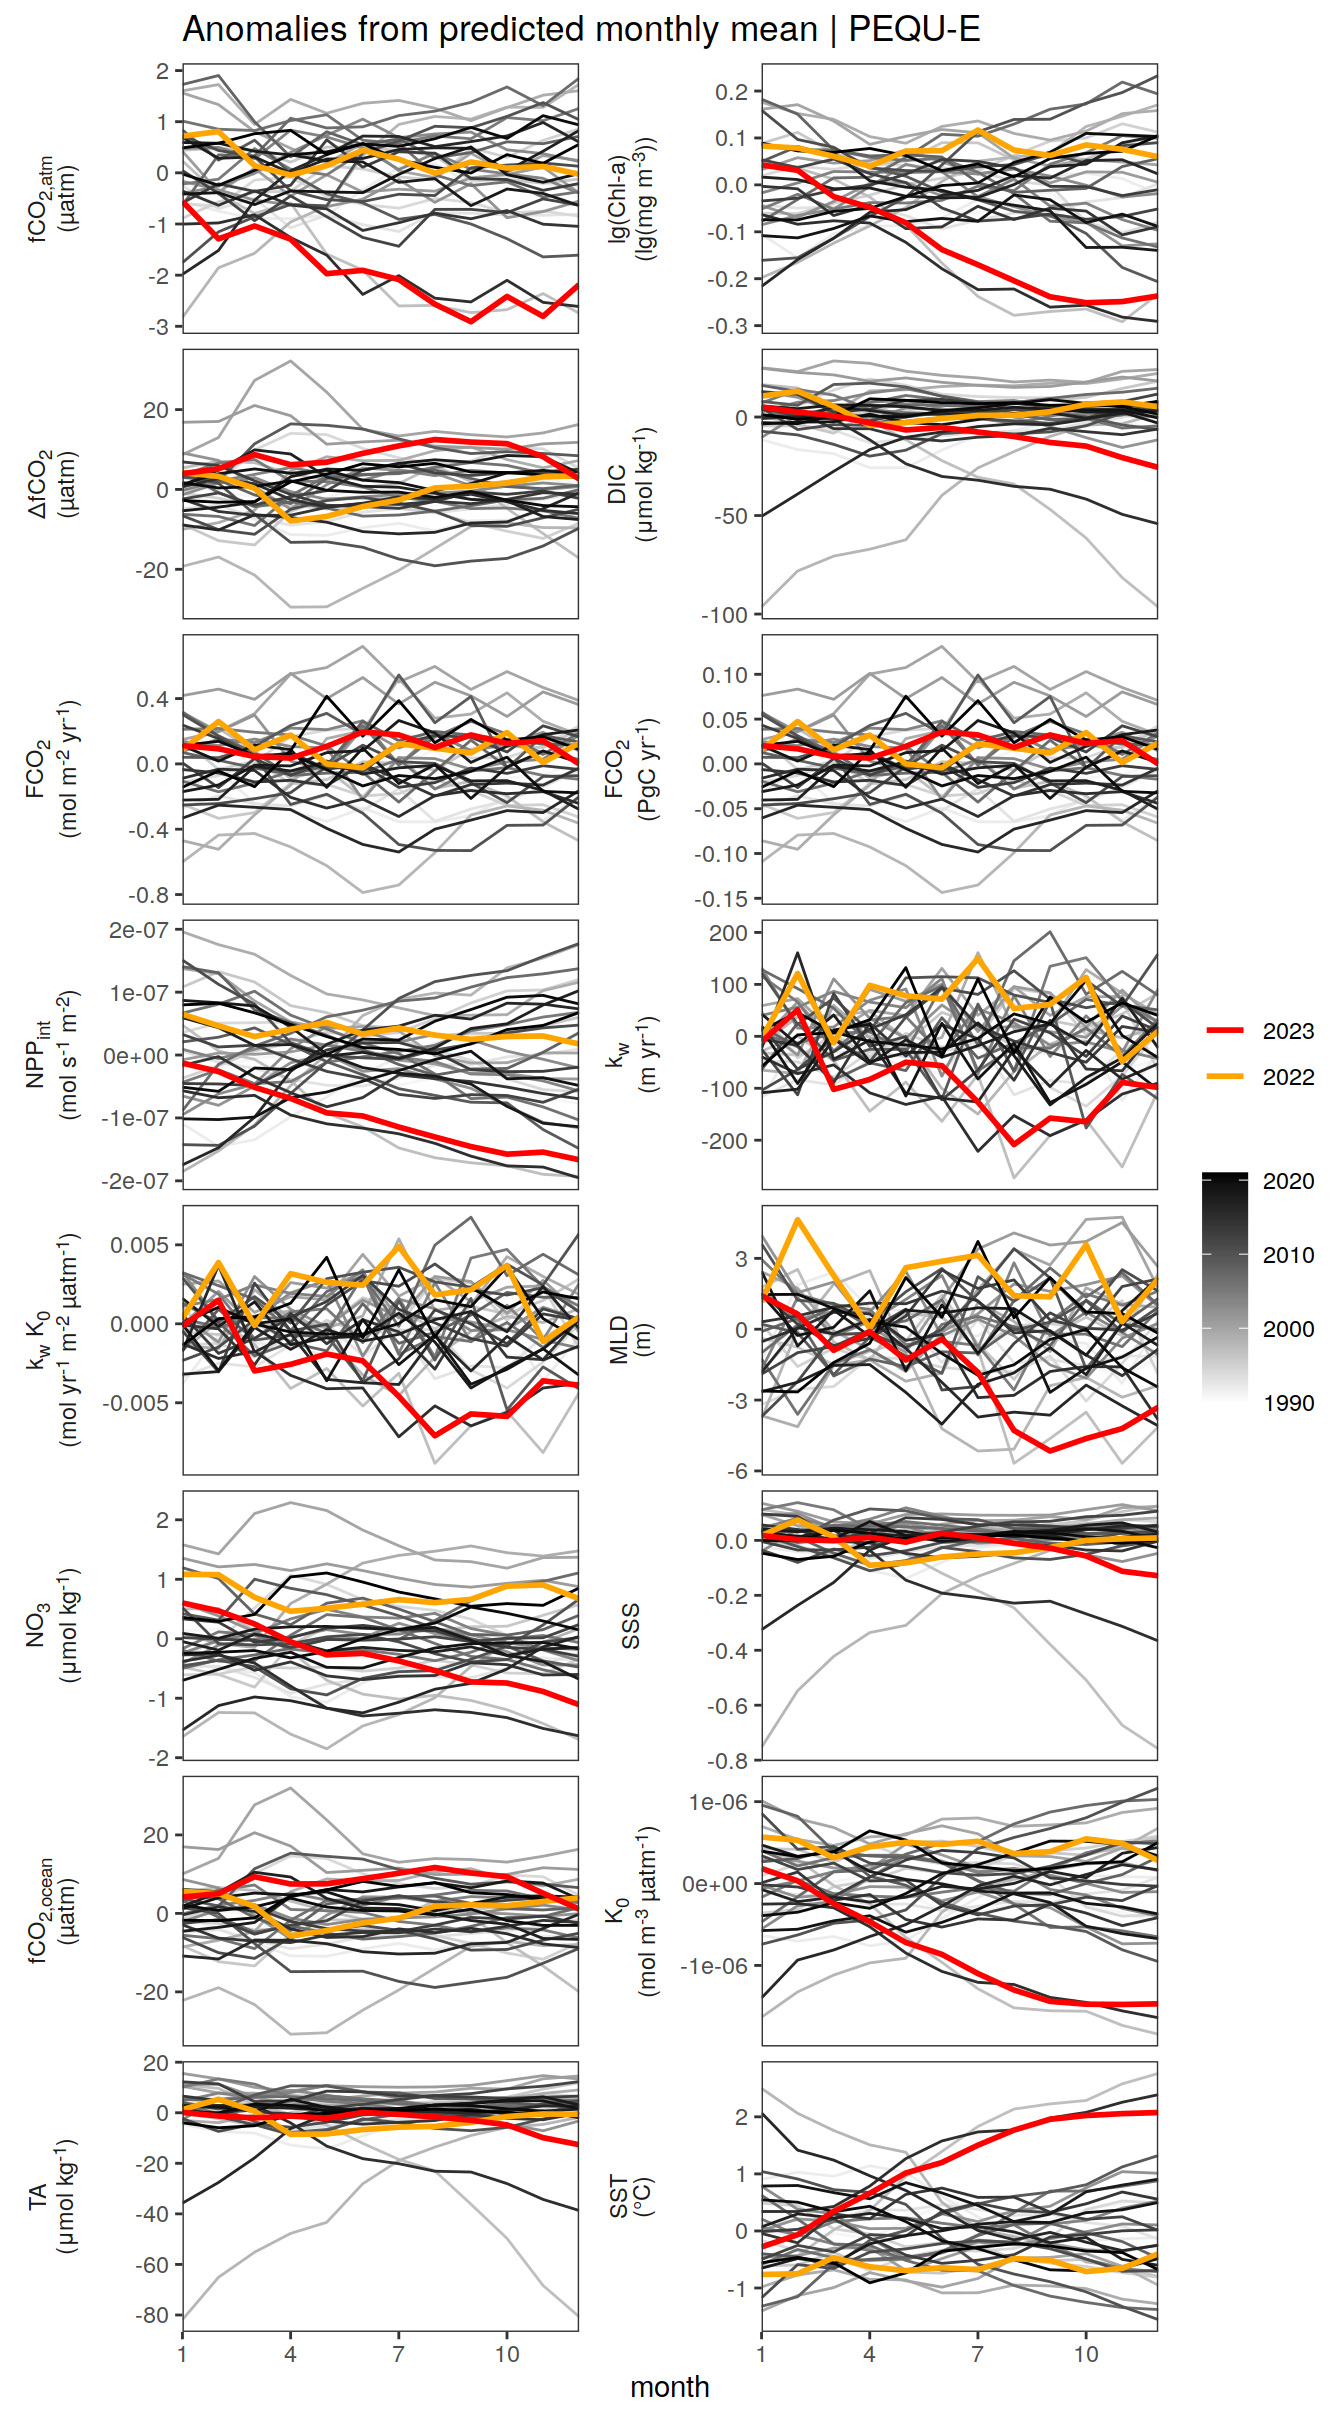 Anomalies from predicted monthly mean | PEQU-E
fCO2,atm
(µatm)
2
1
0
-1
-2
-3
lg(Chl-a)
(lg(mg m-3))
0.2
0.1
0.0
-0.1
-0.2
-0.3
ΔfCO2
(µatm)
20
0
-20
DIC
(µmol kg-1)
0
-50
-100
FCO2
(mol m-2 yr-1)
0.4
0.0
-0.4
-0.8
FCO2
(PgC yr-1)
0.10
0.05
0.00
-0.05
-0.10
-0.15
NPPint
(mol s-1 m-2)
2e-07
1e-07
0e+00
-1e-07
-2e-07
kw
(m yr-1)
200
100
0
-100
-200
kw K0
(mol yr-1 m-2 µatm-1)
0.005
0.000
-0.005
MLD
(m)
3
0
-3
-6
NO3
(µmol kg-1)
2
1
0
-1
-2
SSS
0.0
-0.2
-0.4
-0.6
-0.8
fCO2,ocean
(µatm)
20
0
-20
K0
(mol m-3 µatm-1)
1e-06
0e+00
-1e-06
TA
(µmol kg-1)
20
0
-20
-40
-60
-80
SST
(°C)
2
1
0
-1
1 4 7 10
1 4 7 10
month
2023
2022
2020
2010
2000
1990